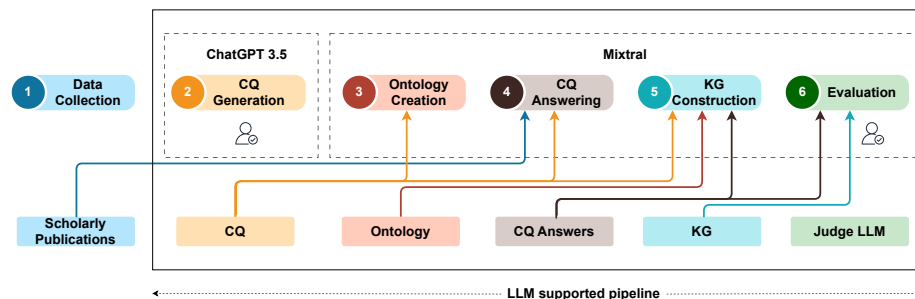 ChatGPT 3.5
Mixtral
1 Data
Collection
2 CQ
Generation
3 Ontology
Creation
4 CQ
Answering
5 KG
Construction
6 Evaluation
Scholarly
Publications
CQ
Ontology
CQ Answers
KG
Judge LLM
LLM supported pipeline